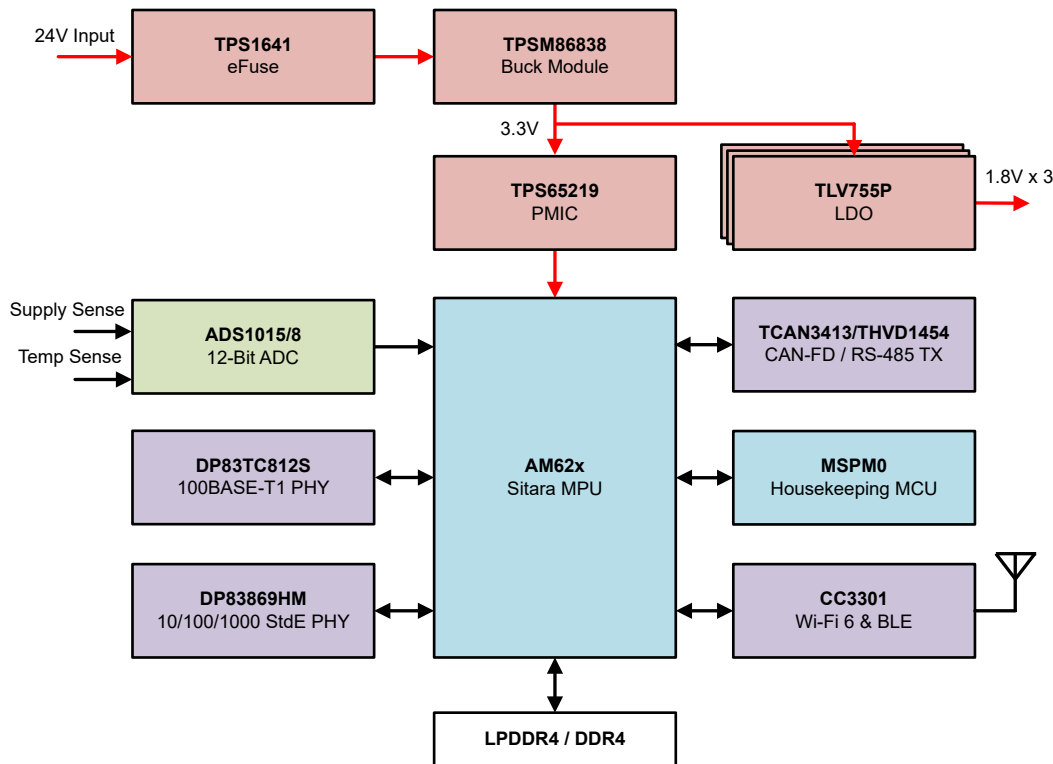 24V Input
TPS1641
eFuse
TPSM86838
Buck Module
3.3V
TPS65219
PMIC
TLV755P
LDO
1.8V x 3
Supply Sense
Temp Sense
ADS1015/8
12-Bit ADC
AM62x
Sitara MPU
TCAN3413/THVD1454
CAN-FD / RS-485 TX
DP83TC812S
100BASE-T1 PHY
MSPM0
Housekeeping MCU
DP83869HM
10/100/1000 StdE PHY
CC3301
Wi-Fi 6 & BLE
LPDDR4 / DDR4